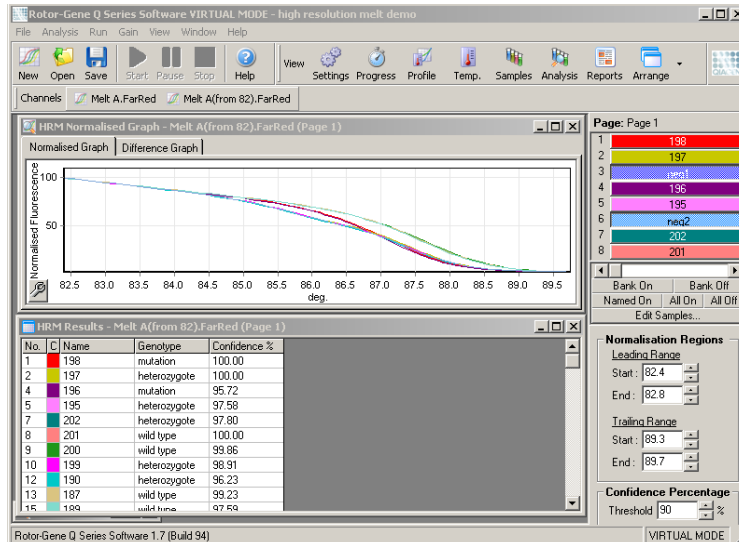 Rotor-Gene Q Series Software VIRTUAL MODE - high resolution melt demo
File Analysis Run Gain View Window Help
New Open Save Start Pause Stop Help View Settings Progress Profile Temp. Samples Analysis Reports Arrange
QIAGEN
Channels Melt A.FarRed Melt A(from 82).FarRed
HRM Normalised Graph - Melt A(from 82).FarRed (Page 1)
Normalised Graph Difference Graph
Normalised Fluorescence
100
50
82.5 83.0 83.5 84.0 84.5 85.0 85.5 86.0 86.5 87.0 87.5 88.0 88.5 89.0 89.5
deg.
HRM Results - Melt A(from 82).FarRed (Page 1)
No. C Name Genotype Confidence %
1 198 mutation 100.00
2 197 heterozygote 100.00
4 196 mutation 95.72
5 195 heterozygote 97.58
7 202 heterozygote 97.80
8 201 wild type 100.00
9 200 wild type 99.86
10 199 heterozygote 98.91
12 190 heterozygote 96.23
13 187 wild type 99.23
15 189 wild type 97.59
Page: Page 1
1 198
2 197
3 neg1
4 196
5 195
6 neg2
7 202
8 201
Bank On Bank Off
Named On All On All Off
Edit Samples...
Normalisation Regions
Leading Range
Start: 82.4
End: 82.8
Trailing Range
Start: 89.3
End: 89.7
Confidence Percentage
Threshold 90 %
Rotor-Gene Q Series Software 1.7 (Build 94)
VIRTUAL MODE